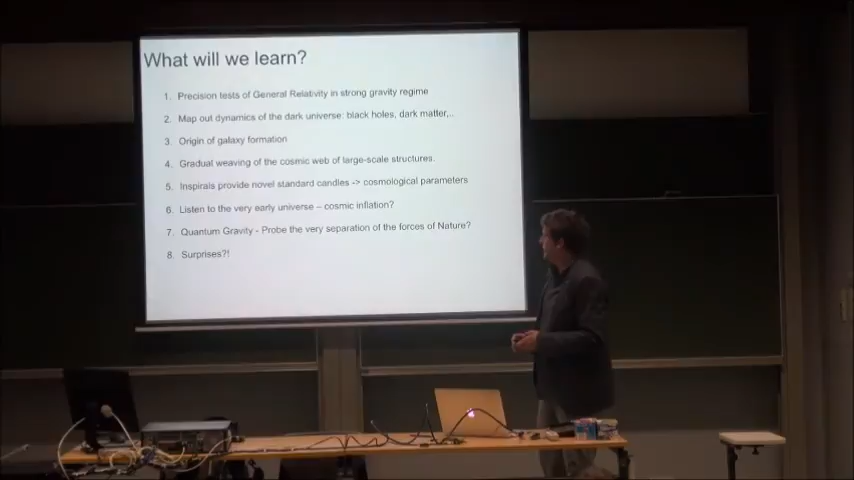 What will we learn?
1. Precision tests of General Relativity in strong gravity regime
2. Map out dynamics of the dark universe: black holes, dark matter,..
3. Origin of galaxy formation
4. Gradual weaving of the cosmic web of large-scale structures.
5. Inspirals provide novel standard candles -> cosmological parameters
6. Listen to the very early universe – cosmic inflation?
7. Quantum Gravity - Probe the very separation of the forces of Nature?
8. Surprises?!